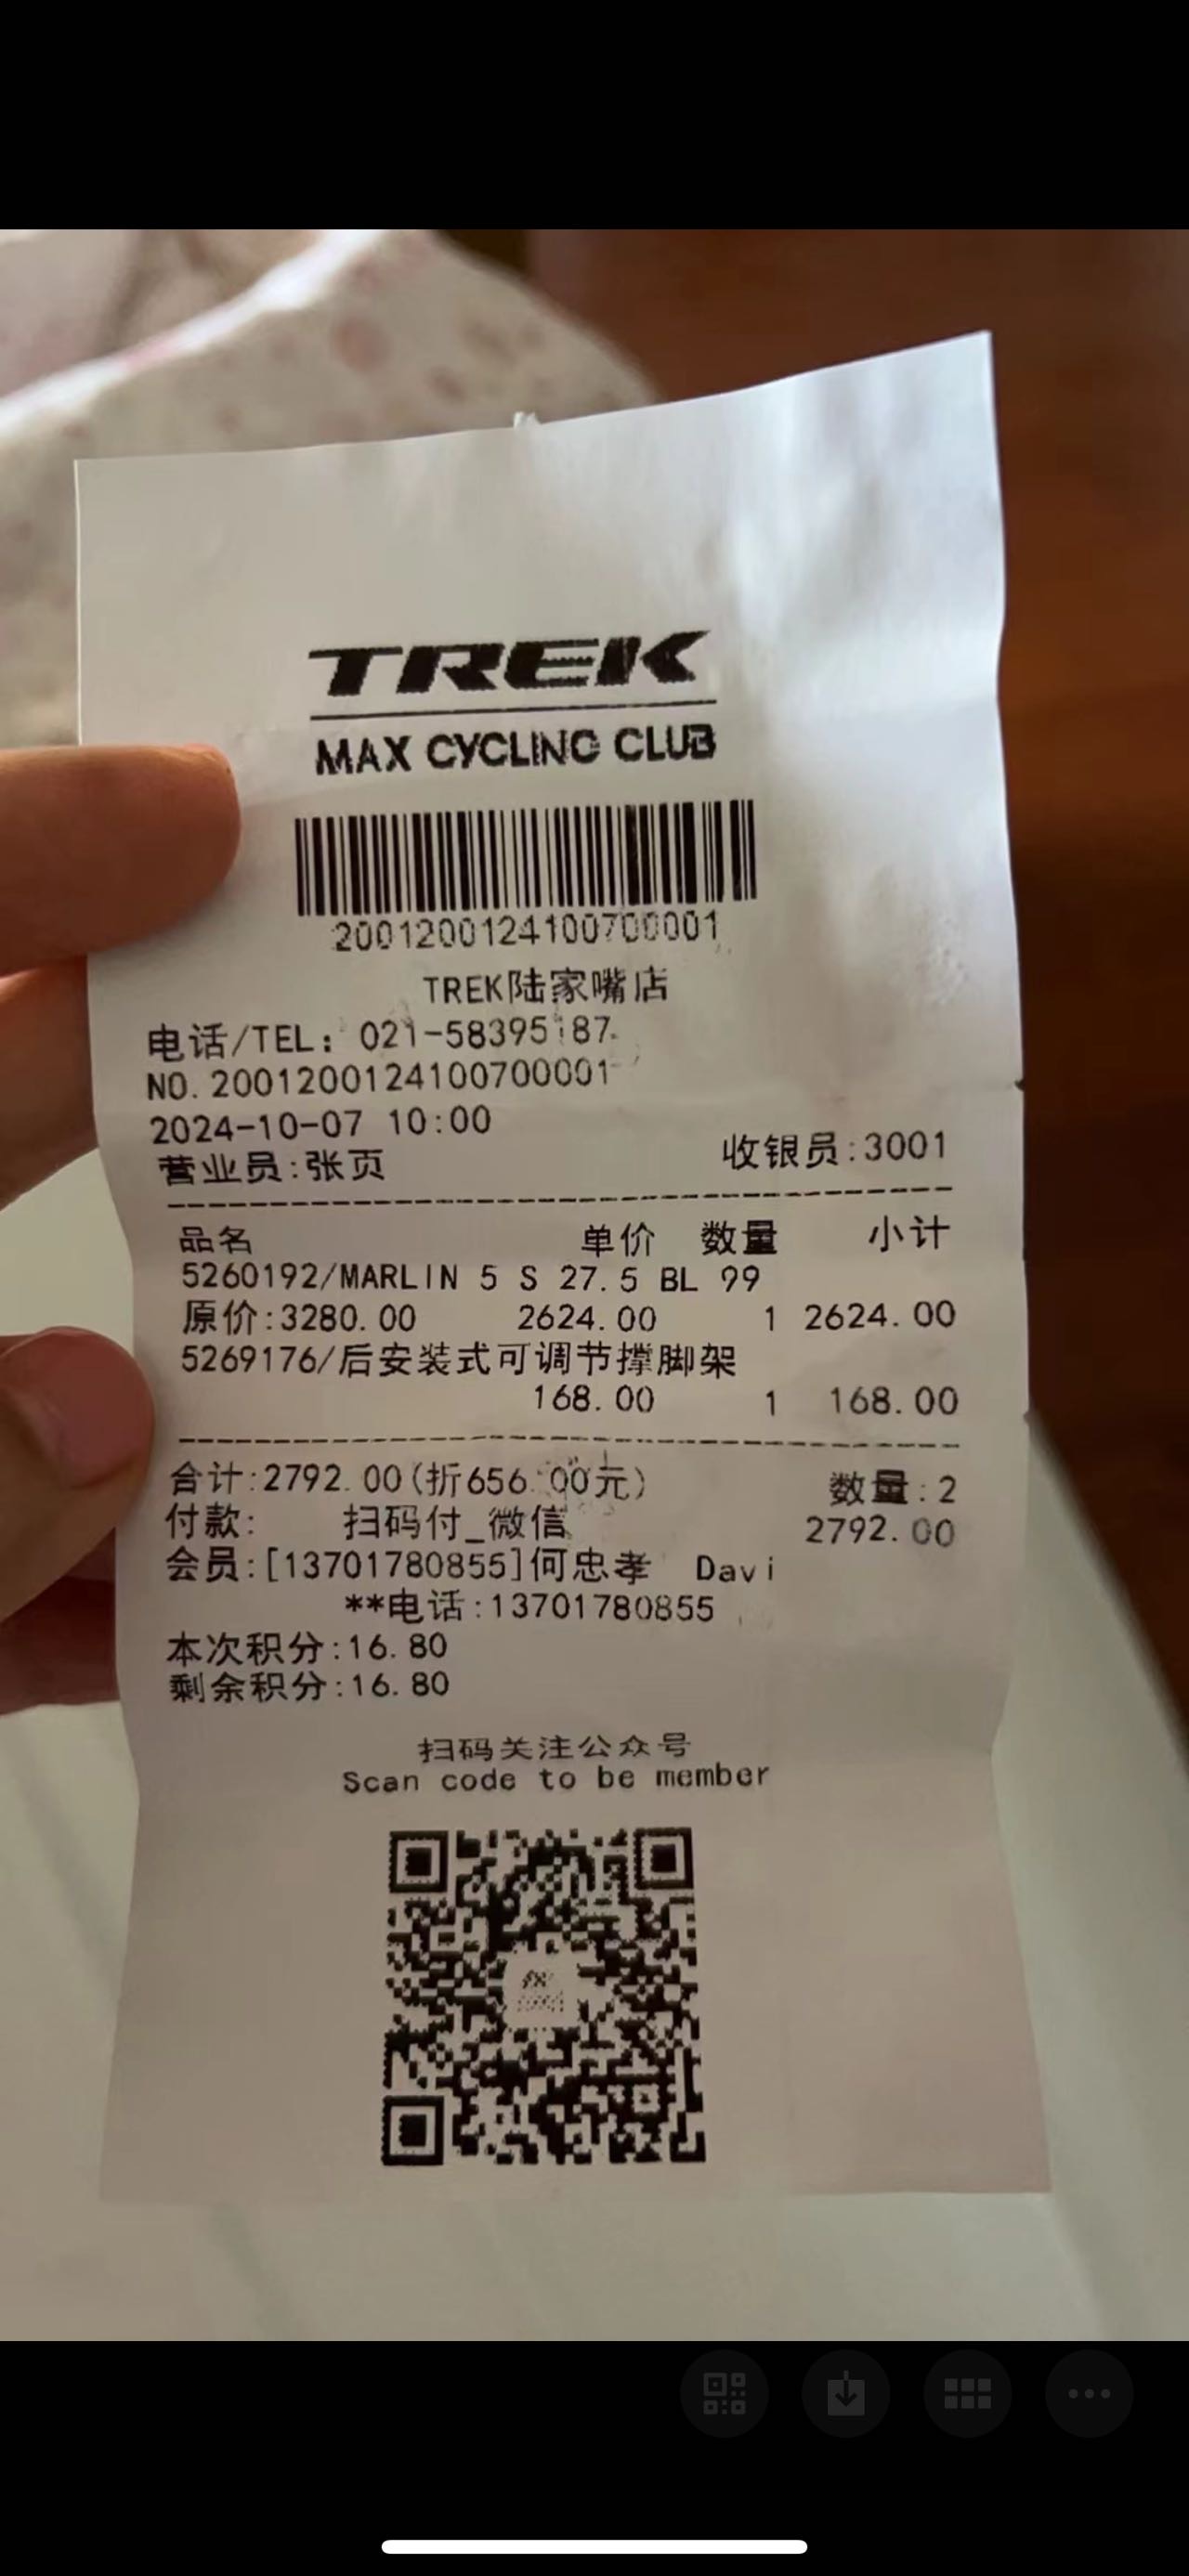 TREK
MAX CYCLING CLUB
2001200124100700001
TREK陆家嘴店
电话/TEL: 021-58395187
NO.2001200124100700001
2024-10-07 10:00
营业员:张页 收银员:3001
品名 单价 数量 小计
5260192/MARLIN 5 S 27.5 BL 99
原价:3280.00 2624.00 1 2624.00
5269176/后安装式可调节撑脚架
168.00 1 168.00
合计:2792.00(折656.00元) 数量:2
付款: 扫码付_微信 2792.00
会员:[13701780855]何忠孝 Davi
**电话:13701780855
本次积分:16.80
剩余积分:16.80
扫码关注公众号
Scan code to be member